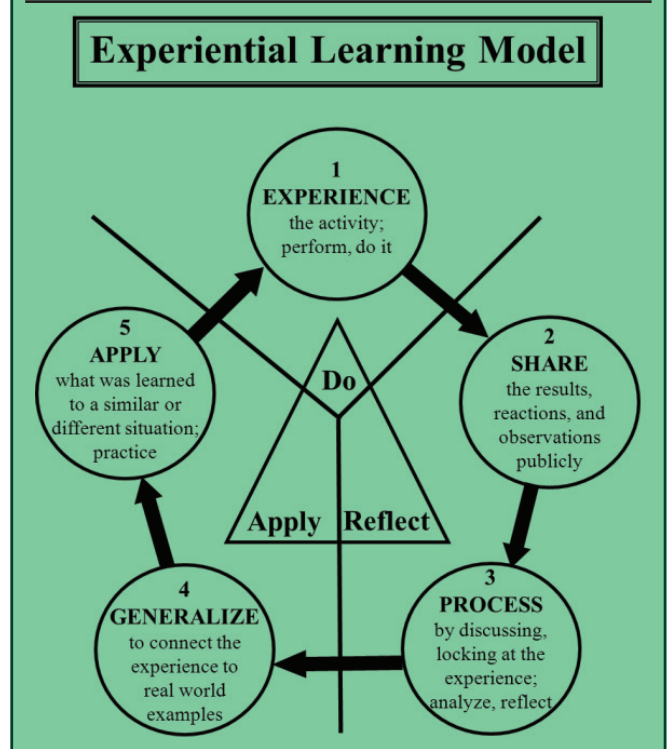 Experiential Learning Model
1
EXPERIENCE
the activity;
perform, do it
2
SHARE
the results,
reactions, and
observations
publicly
3
PROCESS
by discussing,
locking at the
experience;
analyze, reflect
4
GENERALIZE
to connect the
experience to
real world
examples
5
APPLY
what was learned
to a similar or
different situation;
practice
Do
Apply
Reflect